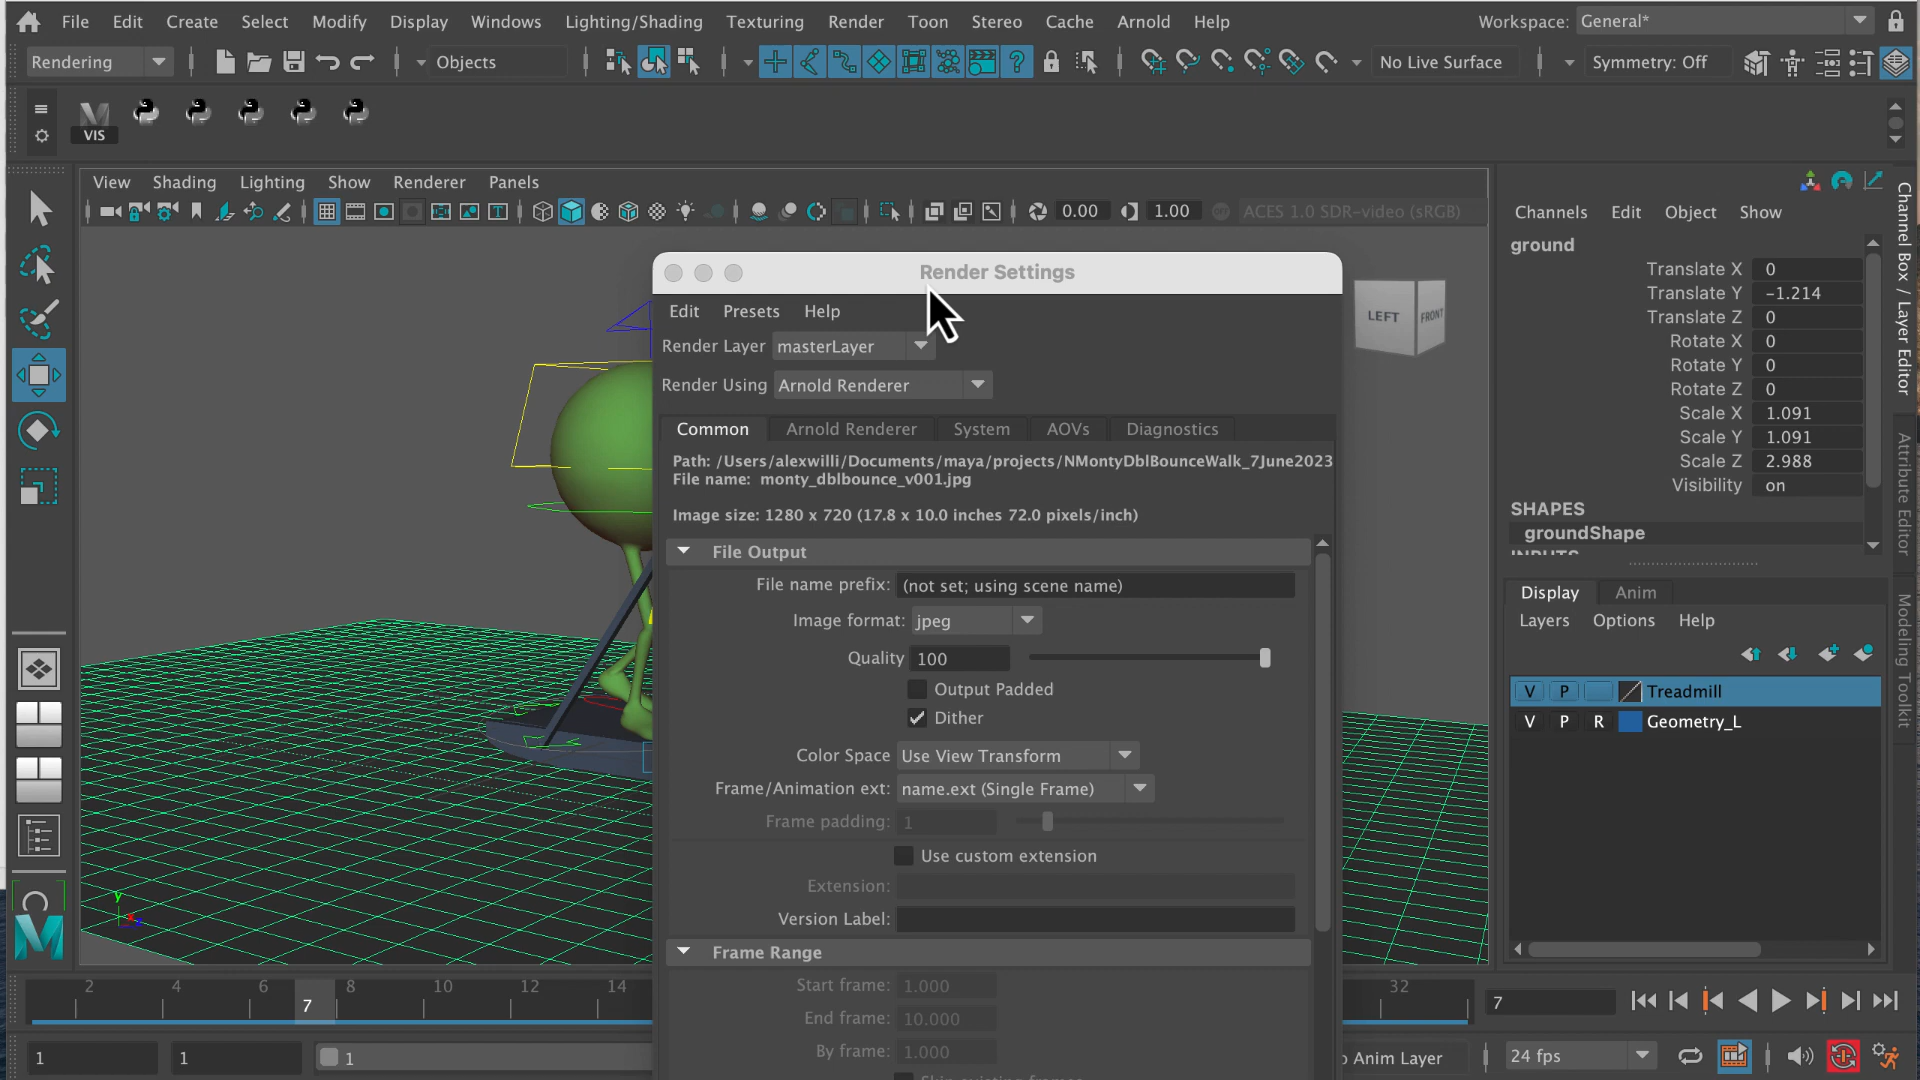 File Edit Create Select Modify Display Windows Lighting/Shading Texturing Render Toon Stereo Cache Arnold Help Workspace: General*
Rendering Objects No Live Surface Symmetry: Off
VIS
View Shading Lighting Show Renderer Panels
0.00 1.00 ACES 1.0 SDR-video (sRGB)
Channels Edit Object Show
ground
Translate X 0
Translate Y -1.214
Translate Z 0
Rotate X 0
Rotate Y 0
Rotate Z 0
Scale X 1.091
Scale Y 1.091
Scale Z 2.988
Visibility on
SHAPES
groundShape
INPUTS
Channel Box / Layer Editor
Attribute Editor
Modeling Toolkit
LEFT FRONT
Render Settings
Edit Presets Help
Render Layer masterLayer
Render Using Arnold Renderer
Common Arnold Renderer System AOVs Diagnostics
Path: /Users/alexwilli/Documents/maya/projects/NMontyDblBounceWalk_7June2023
File name: monty_dblbounce_v001.jpg
Image size: 1280 x 720 (17.8 x 10.0 inches 72.0 pixels/inch)
File Output
File name prefix: (not set; using scene name)
Image format: jpeg
Quality 100
Output Padded
Dither
Color Space Use View Transform
Frame/Animation ext: name.ext (Single Frame)
Frame padding: 1
Use custom extension
Extension:
Version Label:
Frame Range
Start frame: 1.000
End frame: 10.000
By frame: 1.000
Skip existing frames
Display Anim
Layers Options Help
V P Treadmill
V P R Geometry_L
y
2 4 6 7 8 10 12 14 32 7
1 1 1 Anim Layer 24 fps